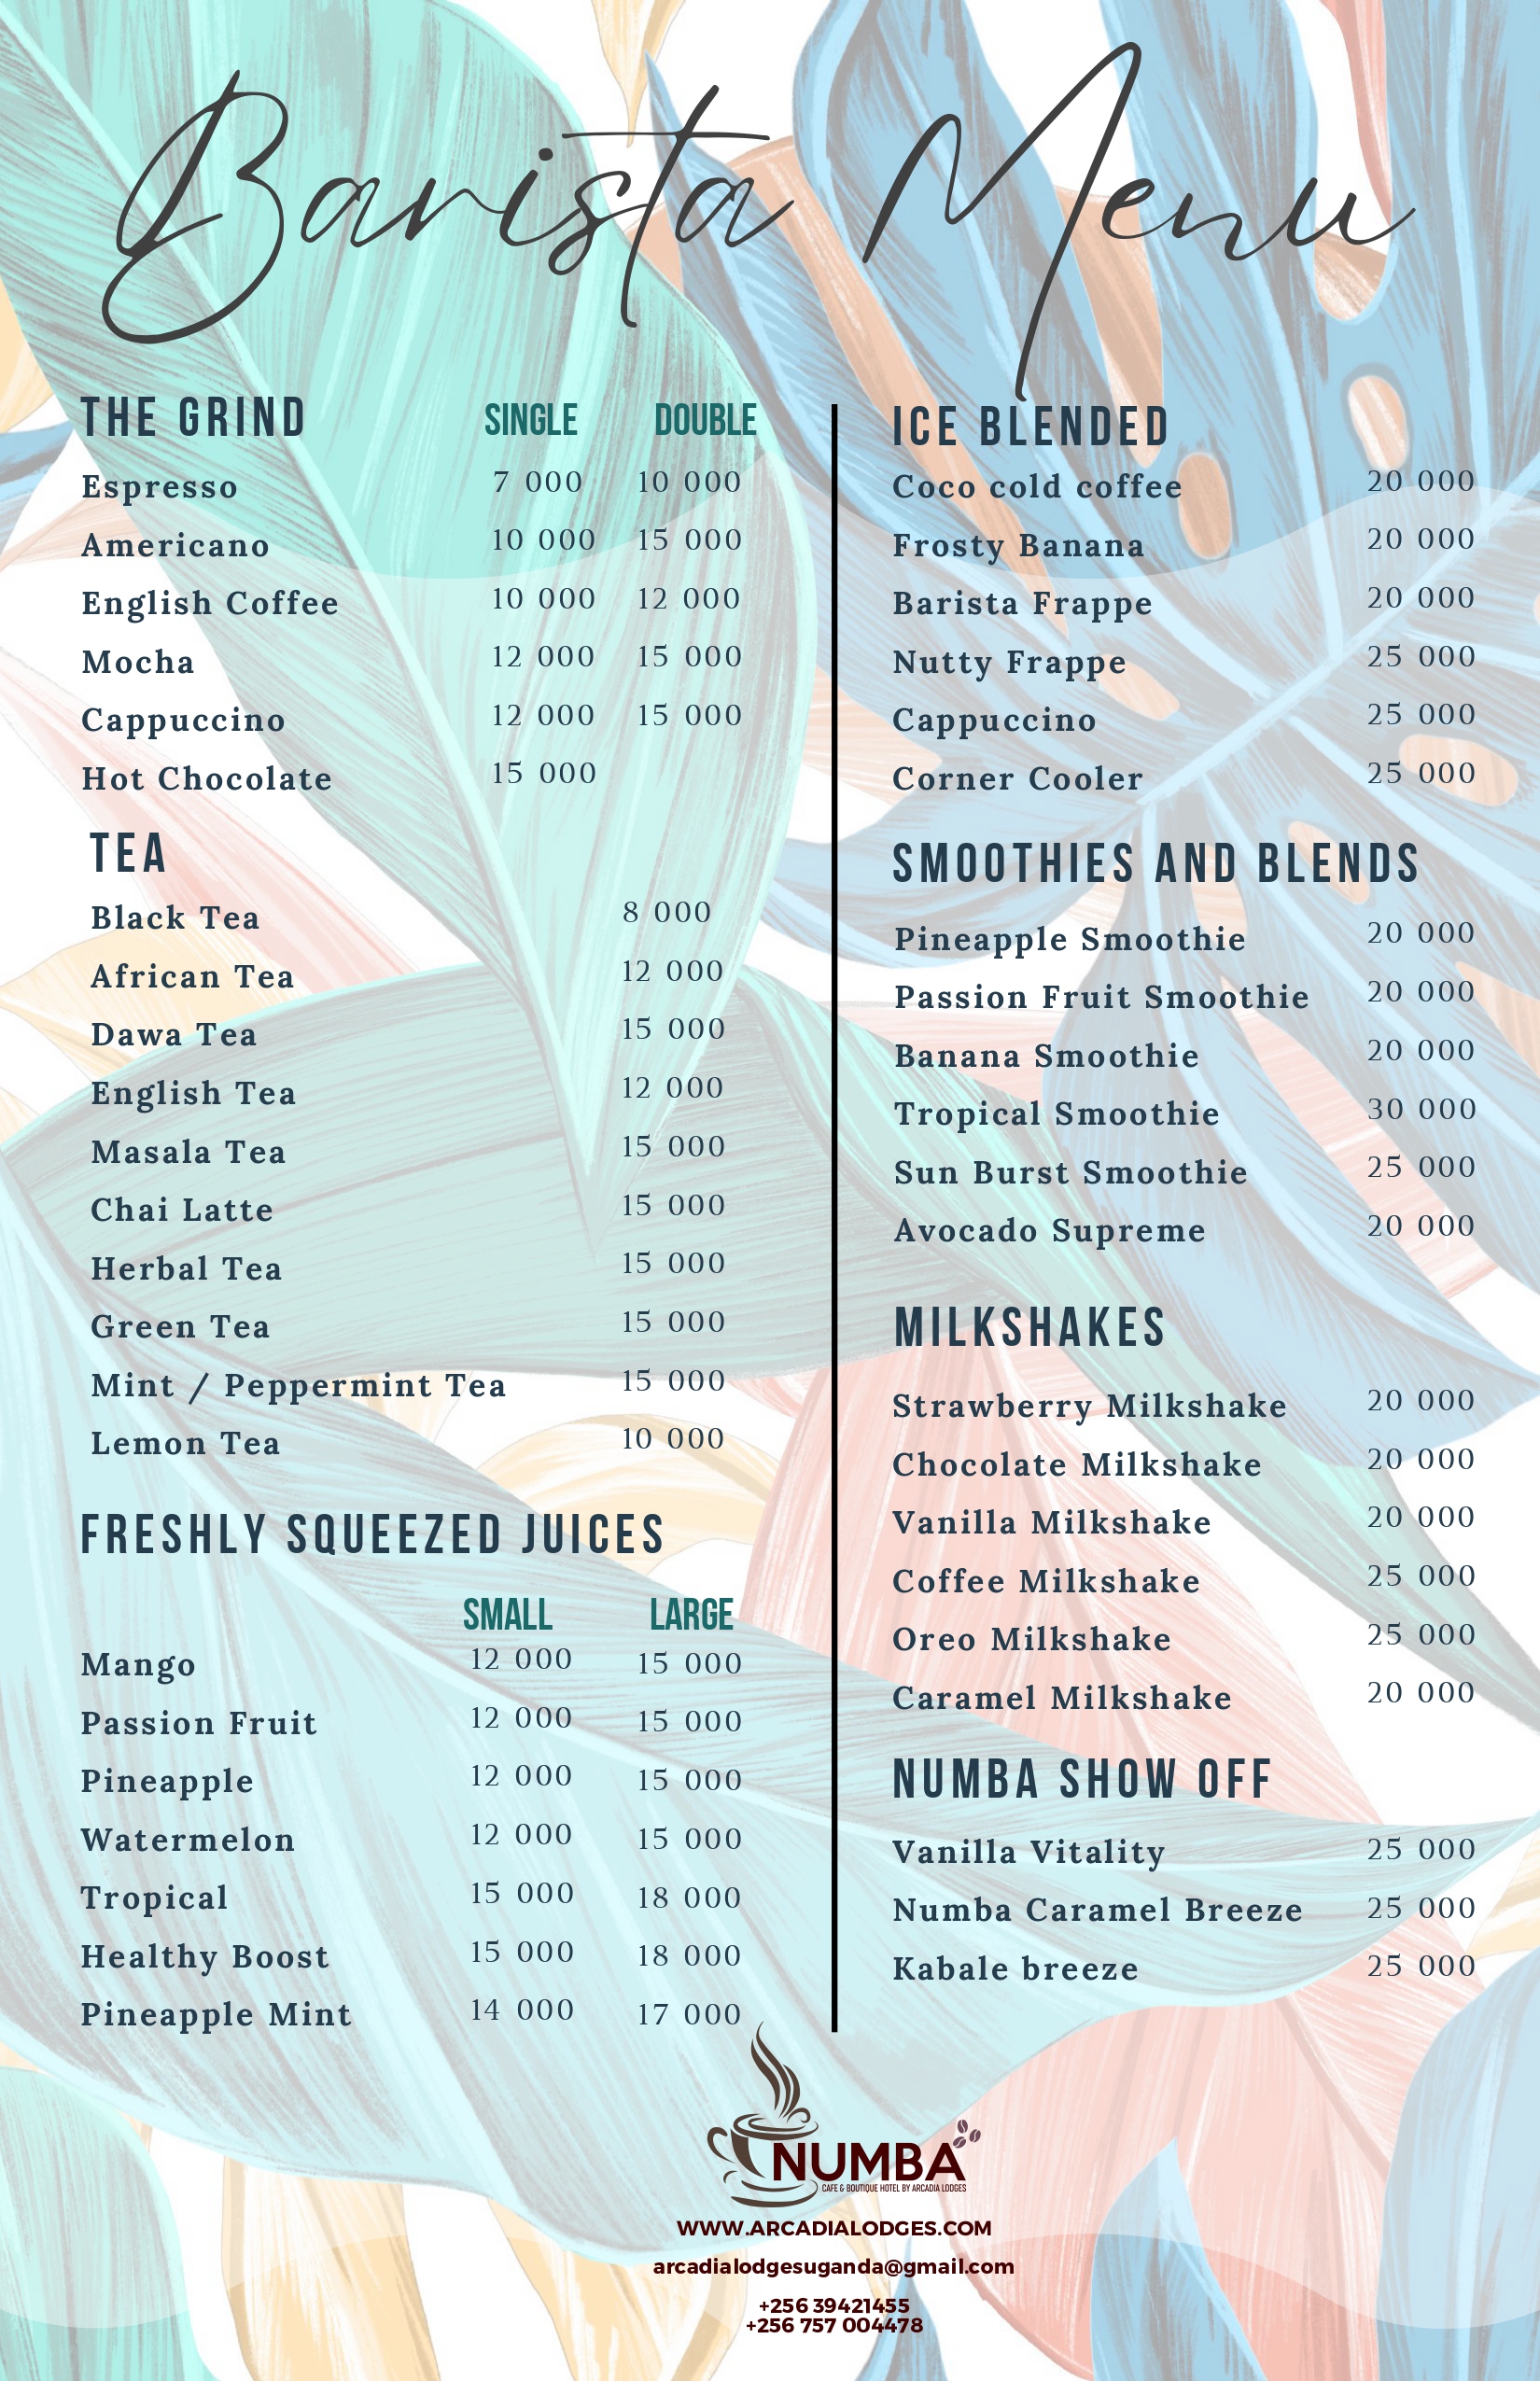 Barista Menu
THE GRIND SINGLE DOUBLE
Espresso 7 000 10 000
Americano 10 000 15 000
English Coffee 10 000 12 000
Mocha 12 000 15 000
Cappuccino 12 000 15 000
Hot Chocolate 15 000
TEA
Black Tea 8 000
African Tea 12 000
Dawa Tea 15 000
English Tea 12 000
Masala Tea 15 000
Chai Latte 15 000
Herbal Tea 15 000
Green Tea 15 000
Mint / Peppermint Tea 15 000
Lemon Tea 10 000
FRESHLY SQUEEZED JUICES
SMALL LARGE
Mango 12 000 15 000
Passion Fruit 12 000 15 000
Pineapple 12 000 15 000
Watermelon 12 000 15 000
Tropical 15 000 18 000
Healthy Boost 15 000 18 000
Pineapple Mint 14 000 17 000
ICE BLENDED
Coco cold coffee 20 000
Frosty Banana 20 000
Barista Frappe 20 000
Nutty Frappe 25 000
Cappuccino 25 000
Corner Cooler 25 000
SMOOTHIES AND BLENDS
Pineapple Smoothie 20 000
Passion Fruit Smoothie 20 000
Banana Smoothie 20 000
Tropical Smoothie 30 000
Sun Burst Smoothie 25 000
Avocado Supreme 20 000
MILKSHAKES
Strawberry Milkshake 20 000
Chocolate Milkshake 20 000
Vanilla Milkshake 20 000
Coffee Milkshake 25 000
Oreo Milkshake 25 000
Caramel Milkshake 20 000
NUMBA SHOW OFF
Vanilla Vitality 25 000
Numba Caramel Breeze 25 000
Kabale breeze 25 000
NUMBA
CAFE & BOUTIQUE HOTEL BY ARCADIA LODGES
WWW.ARCADIALODGES.COM
arcadialodgesuganda@gmail.com
+256 39421455
+256 757 004478